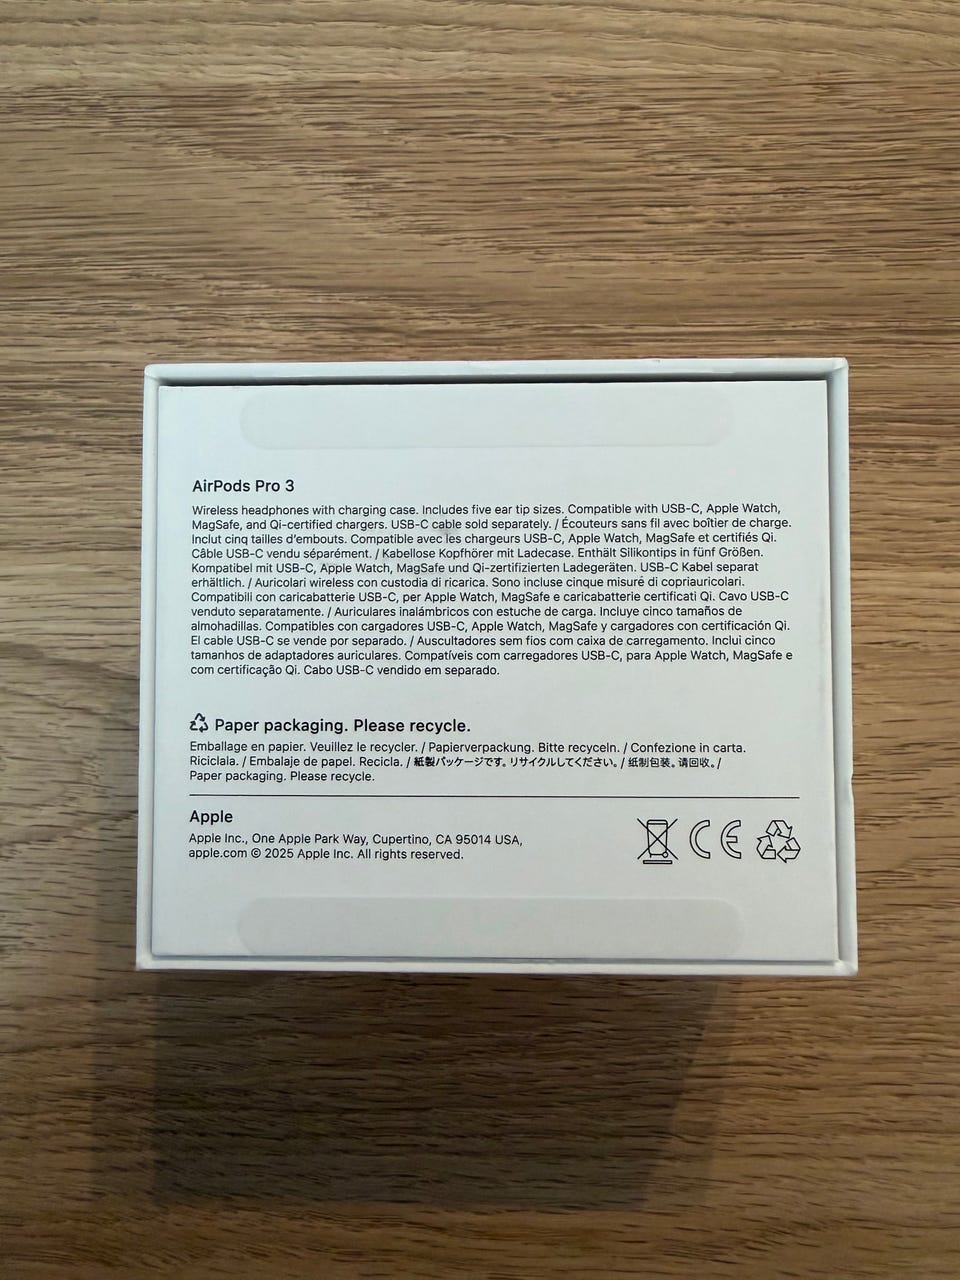 AirPods Pro 3
Wireless headphones with charging case. Includes five ear tip sizes. Compatible with USB-C, Apple Watch,
MagSafe, and Qi-certified chargers. USB-C cable sold separately. / Écouteurs sans fil avec boîtier de charge.
Inclut cinq tailles d’embouts. Compatible avec les chargeurs USB-C, Apple Watch, MagSafe et certifiés Qi.
Câble USB-C vendu séparément. / Kabellose Kopfhörer mit Ladecase. Enthält Silikontips in fünf Größen.
Kompatibel mit USB-C, Apple Watch, MagSafe und Qi-zertifizierten Ladegeräten. USB-C Kabel separat
erhältlich. / Auricolari wireless con custodia di ricarica. Sono incluse cinque misure di copriauricolari.
Compatibili con caricabatterie USB-C, per Apple Watch, MagSafe e caricabatterie certificati Qi. Cavo USB-C
venduto separatamente. / Auriculares inalámbricos con estuche de carga. Incluye cinco tamaños de
almohadillas. Compatibles con cargadores USB-C, Apple Watch, MagSafe y cargadores con certificación Qi.
El cable USB-C se vende por separado. / Auscultadores sem fios com caixa de carregamento. Inclui cinco
tamanhos de adaptadores auriculares. Compatíveis com carregadores USB-C, para Apple Watch, MagSafe e
com certificação Qi. Cabo USB-C vendido em separado.
Paper packaging. Please recycle.
Emballage en papier. Veuillez le recycler. / Papierverpackung. Bitte recyceln. / Confezione in carta.
Riciclala. / Embalaje de papel. Recicla. / 紙製パッケージです。リサイクルしてください。/ 纸制包装。请回收。/
Paper packaging. Please recycle.
Apple
Apple Inc., One Apple Park Way, Cupertino, CA 95014 USA,
apple.com © 2025 Apple Inc. All rights reserved.
CE